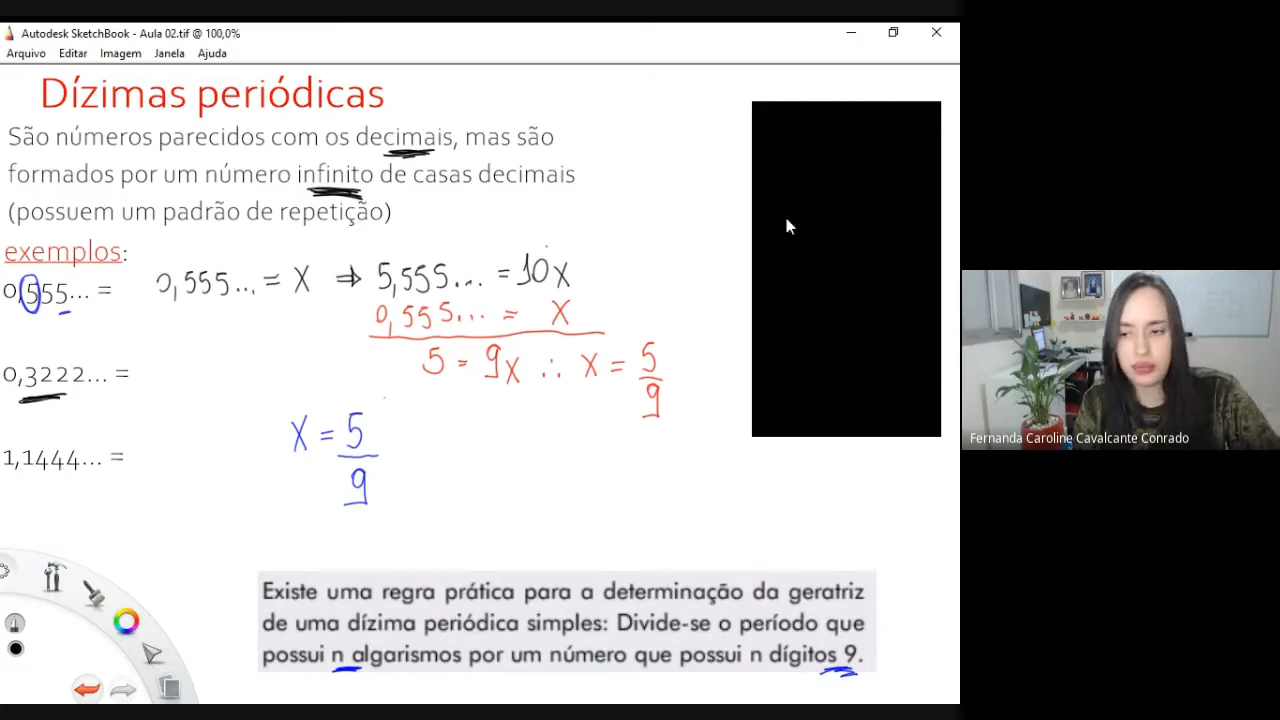 Autodesk SketchBook - Aula 02.tif @ 100,0%
Arquivo Editar Imagem Janela Ajuda
Dízimas periódicas
São números parecidos com os decimais, mas são
formados por um número infinito de casas decimais
(possuem um padrão de repetição)
exemplos:
0,555... = 0,555... = X ⇒ 5,555... = 10X
0,555... = X
5 = 9X ∴ X = 5/9
0,3222... =
X = 5/9
1,1444... =
Existe uma regra prática para a determinação da geratriz
de uma dízima periódica simples: Divide-se o período que
possui n algarismos por um número que possui n dígitos 9.
Fernanda Caroline Cavalcante Conrado